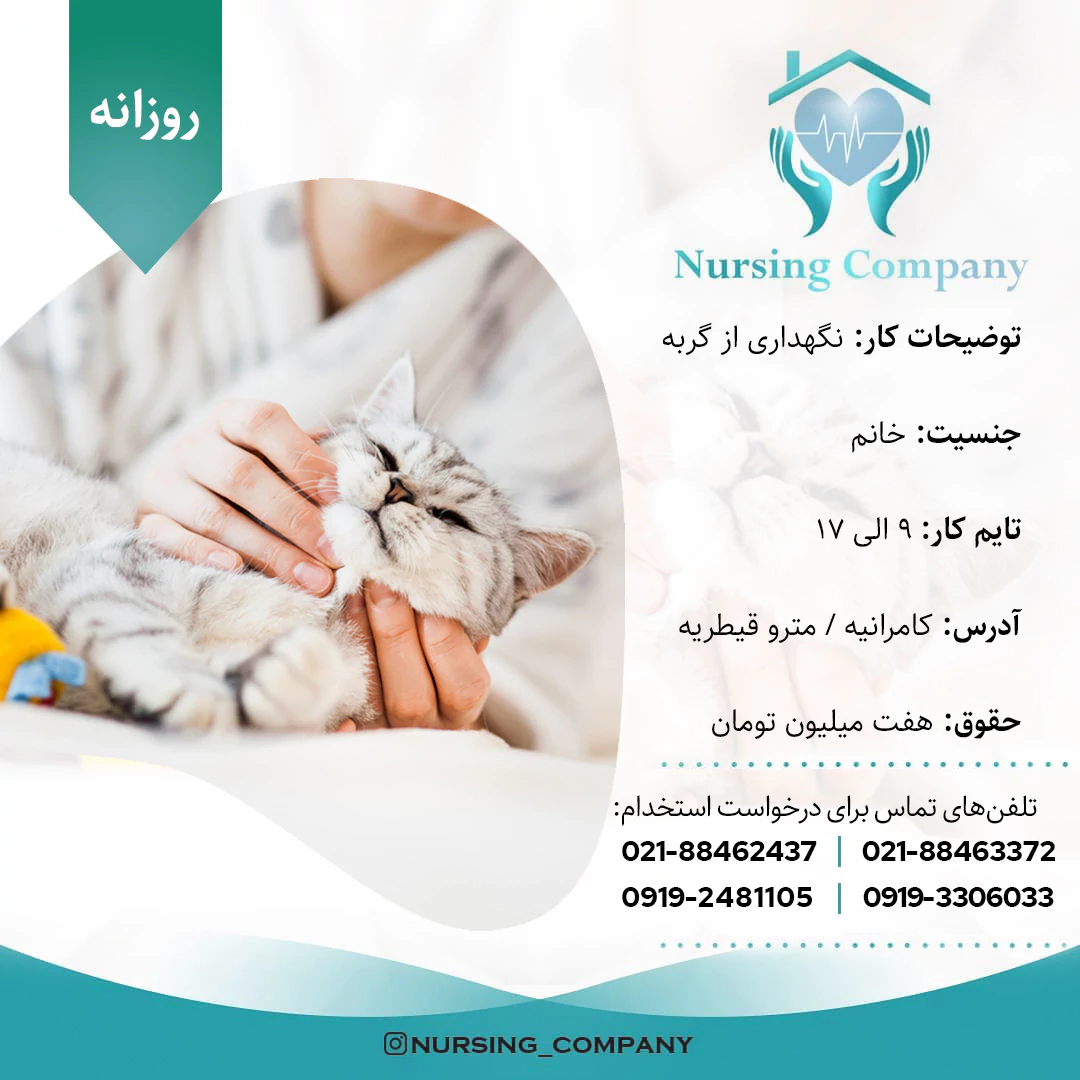 روزانه
Nursing Company
توضیحات کار: نگهداری از گربه
جنسیت: خانم
تایم کار: ۹ الی ۱۷
آدرس: کامرانیه / مترو قیطریه
حقوق: هفت میلیون تومان
تلفن‌های تماس برای درخواست استخدام:
021-88462437 | 021-88463372
0919-2481105 | 0919-3306033
NURSING_COMPANY